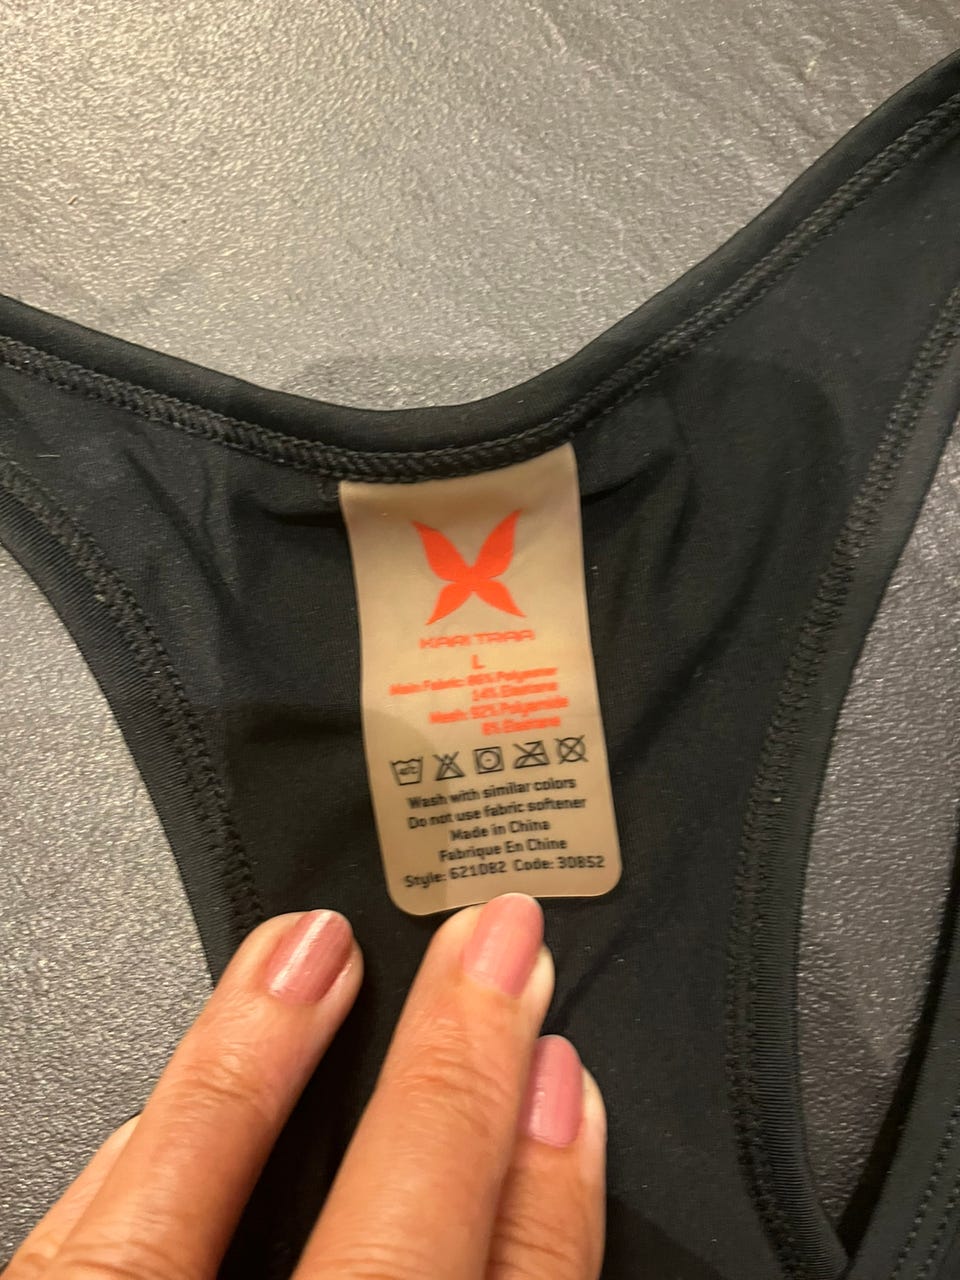 KARI TRAA
L
Main Fabric: 86% Polyester
14% Elastane
Mesh: 92% Polyamide
8% Elastane
40°C
Wash with similar colors
Do not use fabric softener
Made in China
Fabrique En Chine
Style: 621082 Code: 30852